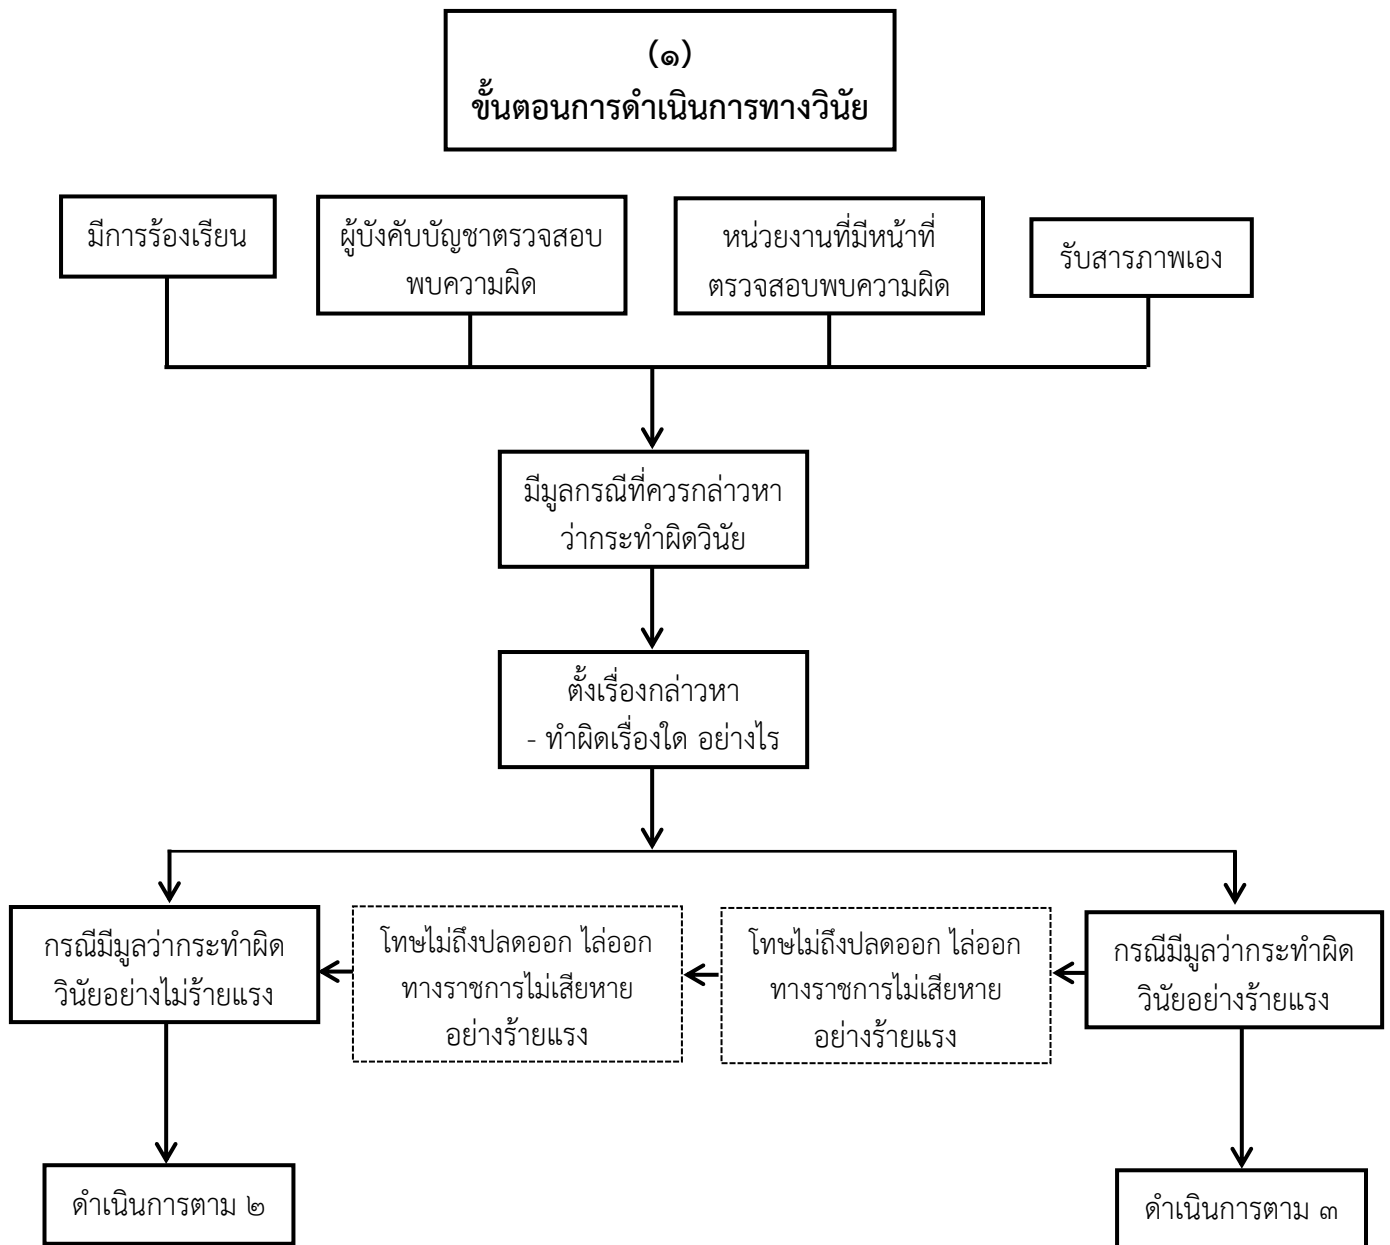 (๑)
ขั้นตอนการดำเนินการทางวินัย
มีการร้องเรียน
ผู้บังคับบัญชาตรวจสอบ
พบความผิด
หน่วยงานที่มีหน้าที่
ตรวจสอบพบความผิด
รับสารภาพเอง
มีมูลกรณีที่ควรกล่าวหา
ว่ากระทำผิดวินัย
ตั้งเรื่องกล่าวหา
- ทำผิดเรื่องใด อย่างไร
กรณีมีมูลว่ากระทำผิด
วินัยอย่างไม่ร้ายแรง
โทษไม่ถึงปลดออก ไล่ออก
ทางราชการไม่เสียหาย
อย่างร้ายแรง
โทษไม่ถึงปลดออก ไล่ออก
ทางราชการไม่เสียหาย
อย่างร้ายแรง
กรณีมีมูลว่ากระทำผิด
วินัยอย่างร้ายแรง
ดำเนินการตาม ๒
ดำเนินการตาม ๓